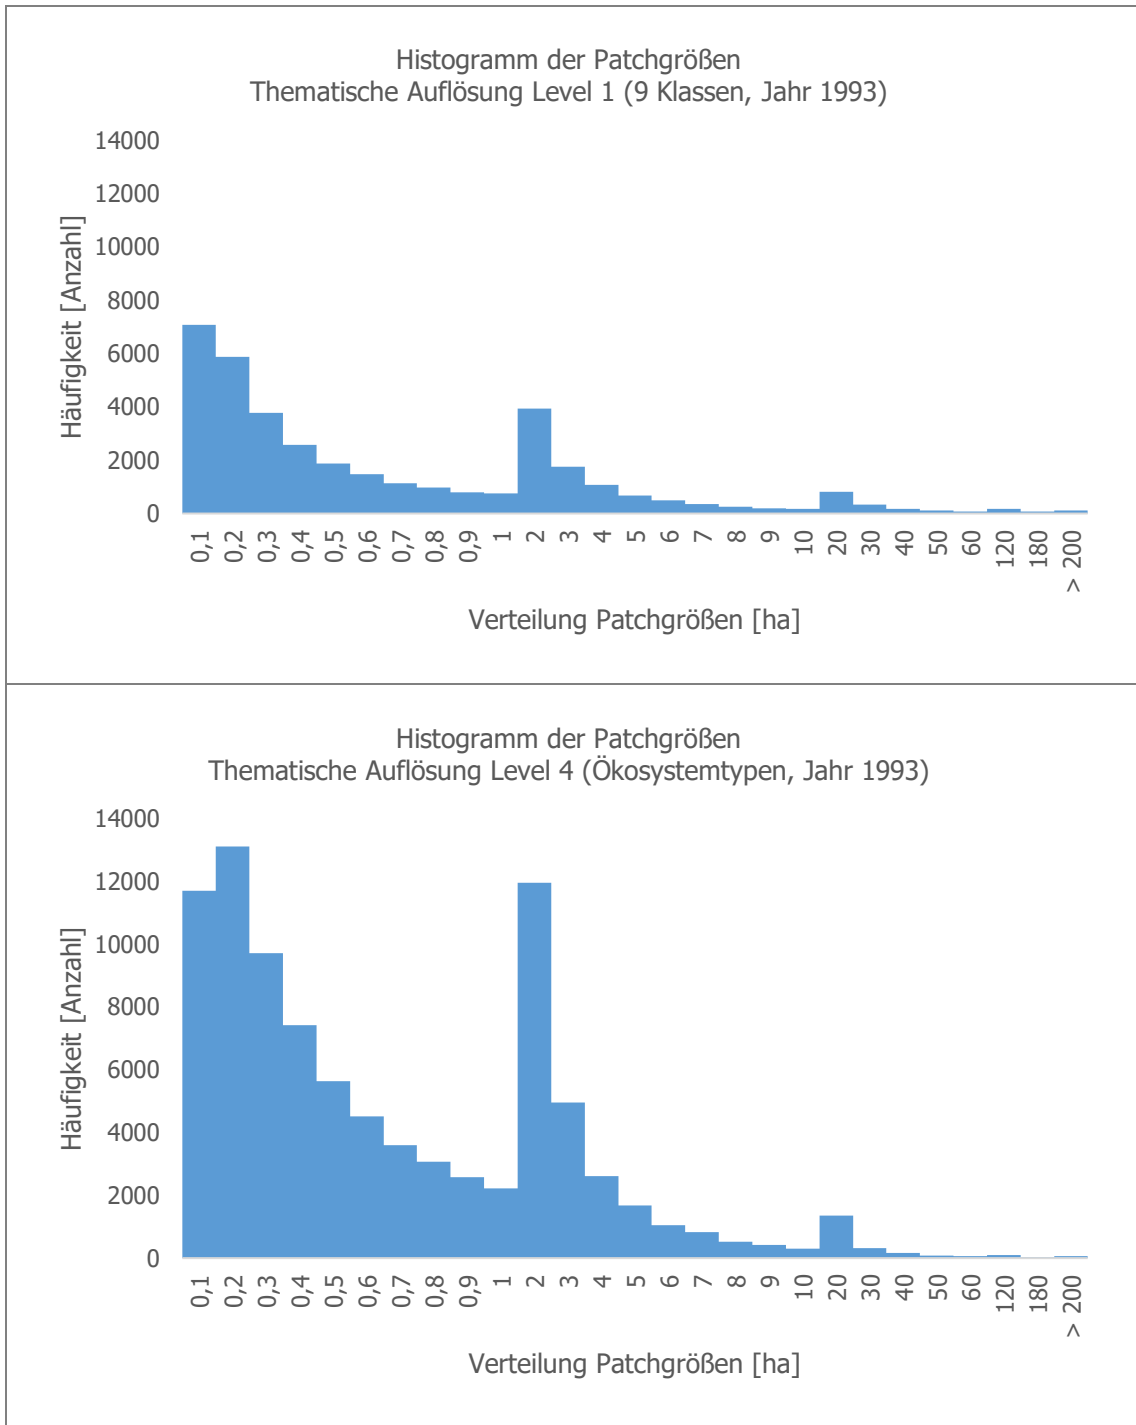 Histogramm der Patchgrößen
Thematische Auflösung Level 1 (9 Klassen, Jahr 1993)
14000
12000
10000
8000
6000
4000
2000
0
Häufigkeit [Anzahl]
0,1 0,2 0,3 0,4 0,5 0,6 0,7 0,8 0,9 1 2 3 4 5 6 7 8 9 10 20 30 40 50 60 120 180 > 200
Verteilung Patchgrößen [ha]
Histogramm der Patchgrößen
Thematische Auflösung Level 4 (Ökosystemtypen, Jahr 1993)
14000
12000
10000
8000
6000
4000
2000
0
Häufigkeit [Anzahl]
0,1 0,2 0,3 0,4 0,5 0,6 0,7 0,8 0,9 1 2 3 4 5 6 7 8 9 10 20 30 40 50 60 120 180 > 200
Verteilung Patchgrößen [ha]